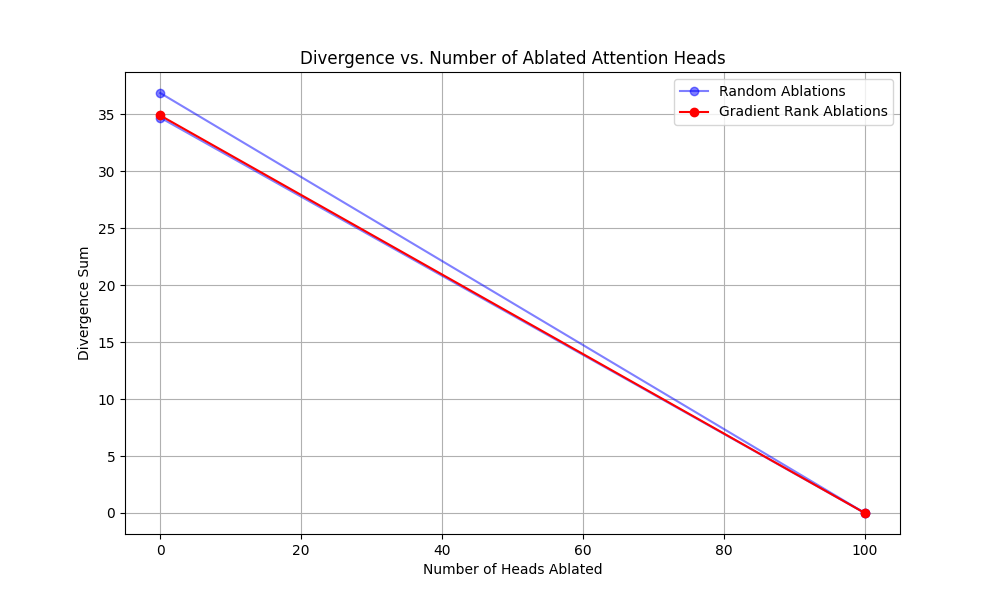 Divergence vs. Number of Ablated Attention Heads
Random Ablations
Gradient Rank Ablations
Divergence Sum
35
30
25
20
15
10
5
0
0 20 40 60 80 100
Number of Heads Ablated